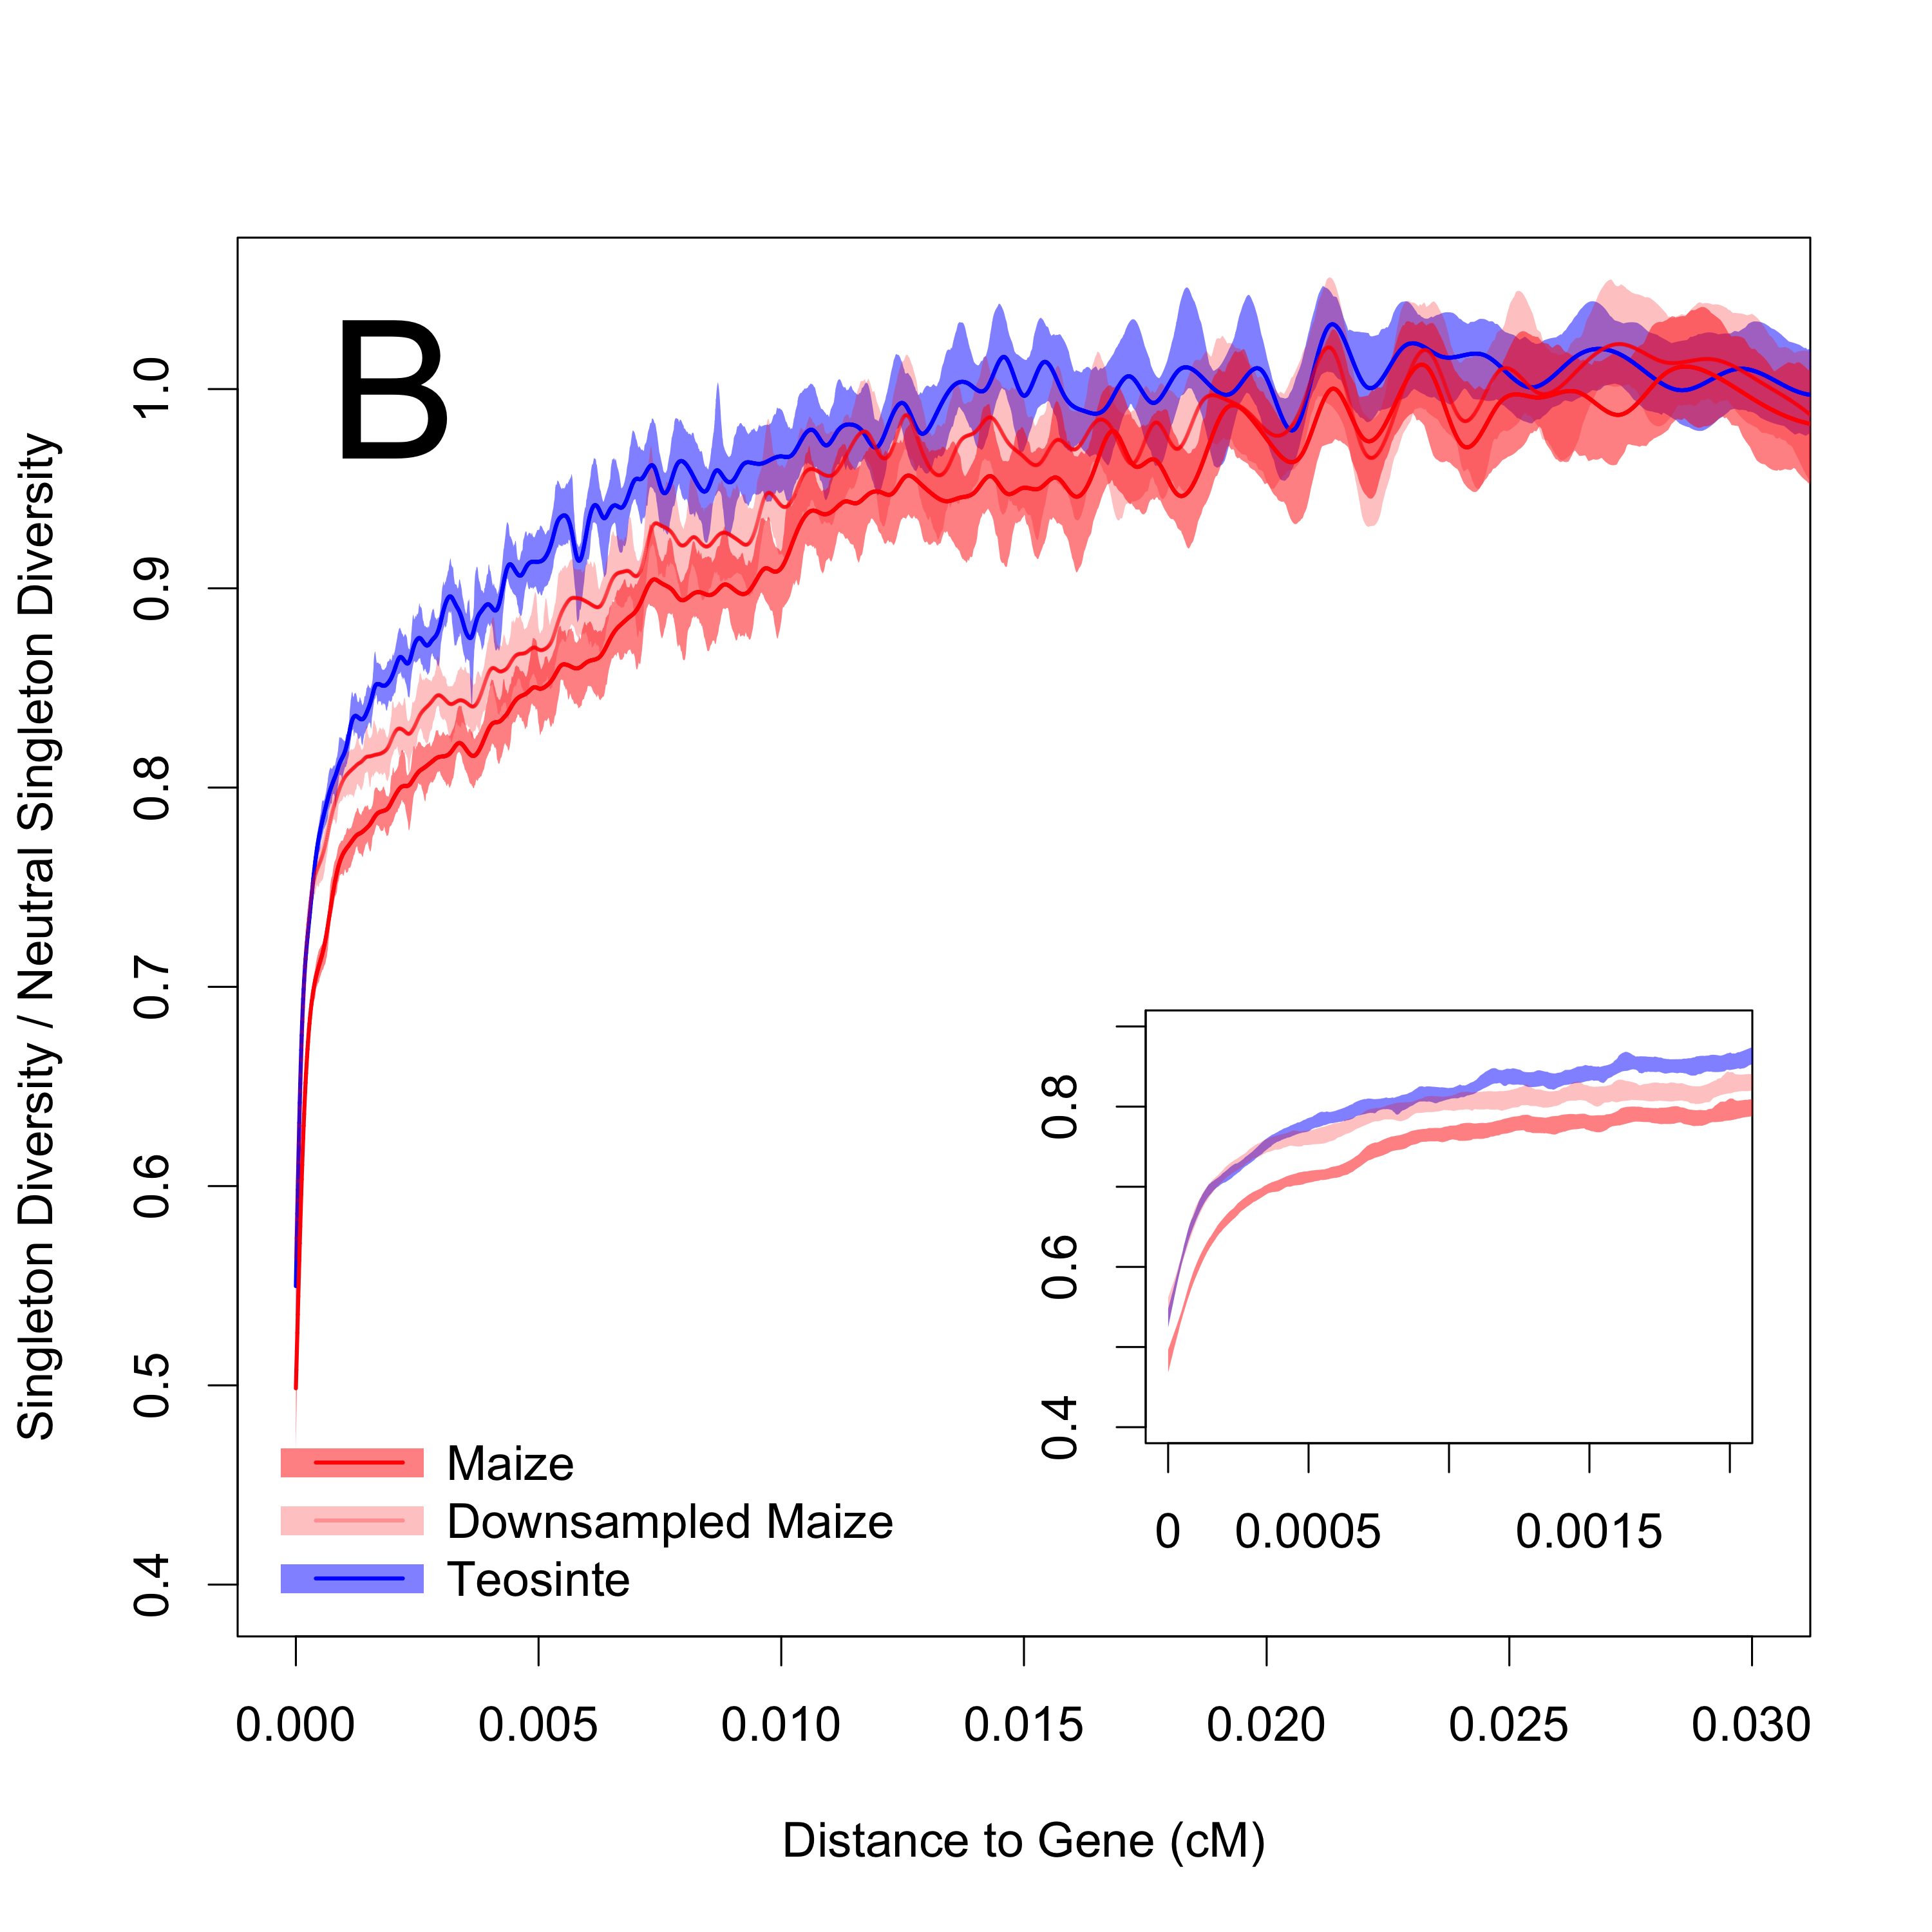 B
Singleton Diversity / Neutral Singleton Diversity
1.0
0.9
0.8
0.7
0.6
0.5
0.4
0.8
0.6
0.4
0 0.0005 0.0015
Maize
Downsampled Maize
Teosinte
0.000 0.005 0.010 0.015 0.020 0.025 0.030
Distance to Gene (cM)